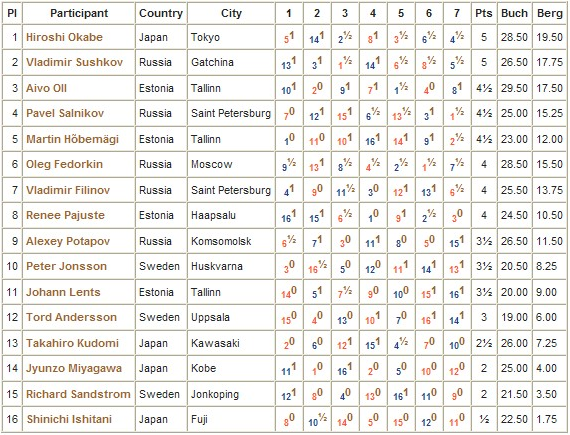 Pl Participant Country City 1 2 3 4 5 6 7 Pts Buch Berg
1 Hiroshi Okabe Japan Tokyo 5 1 14 1 2 ½ 8 1 3 ½ 6 ½ 4 ½ 5 28.50 19.50
2 Vladimir Sushkov Russia Gatchina 13 1 3 1 1 ½ 14 1 6 ½ 8 ½ 5 ½ 5 26.50 17.75
3 Aivo Oll Estonia Tallinn 10 1 2 0 9 1 7 1 1 ½ 4 0 8 1 4½ 29.50 17.50
4 Pavel Salnikov Russia Saint Petersburg 7 0 12 1 15 1 6 ½ 13 ½ 3 1 1 ½ 4½ 25.00 15.25
5 Martin Hõbemägi Estonia Tallinn 1 0 11 0 10 1 16 1 14 1 9 1 2 ½ 4½ 23.00 12.00
6 Oleg Fedorkin Russia Moscow 9 ½ 13 1 8 ½ 4 ½ 2 ½ 1 ½ 7 ½ 4 28.50 15.50
7 Vladimir Filinov Russia Saint Petersburg 4 1 9 0 11 ½ 3 0 12 1 13 1 6 ½ 4 25.50 13.75
8 Renee Pajuste Estonia Haapsalu 16 1 15 1 6 ½ 1 0 9 1 2 ½ 3 0 4 24.50 10.50
9 Alexey Potapov Russia Komsomolsk 6 ½ 7 1 3 0 11 1 8 0 5 0 15 1 3½ 26.50 11.50
10 Peter Jonsson Sweden Huskvarna 3 0 16 ½ 5 0 12 0 11 1 14 1 13 1 3½ 20.50 8.25
11 Johann Lents Estonia Tallinn 14 0 5 1 7 ½ 9 0 10 0 15 1 16 1 3½ 20.00 9.00
12 Tord Andersson Sweden Uppsala 15 0 4 0 13 0 10 1 7 0 16 1 14 1 3 19.00 6.00
13 Takahiro Kudomi Japan Kawasaki 2 0 6 0 12 1 15 1 4 ½ 7 0 10 0 2½ 26.00 7.25
14 Jyunzo Miyagawa Japan Kobe 11 1 1 0 16 1 2 0 5 0 10 0 12 0 2 25.00 4.00
15 Richard Sandstrom Sweden Jonkoping 12 1 8 0 4 0 13 0 16 1 11 0 9 0 2 21.50 3.50
16 Shinichi Ishitani Japan Fuji 8 0 10 ½ 14 0 5 0 15 0 12 0 11 0 ½ 22.50 1.75